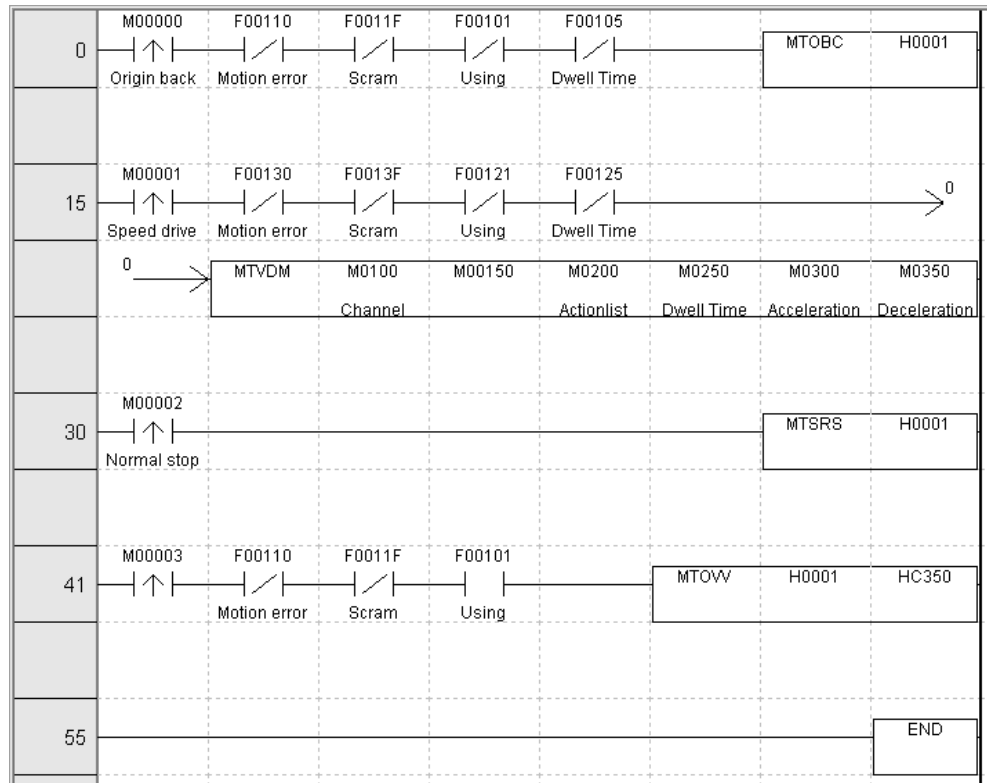 M00000 F00110 F0011F F00101 F00105
0 MTOBC H0001
Origin back Motion error Scram Using Dwell Time
M00001 F00130 F0013F F00121 F00125
15 0
Speed drive Motion error Scram Using Dwell Time
0 MTVDM M0100 M00150 M0200 M0250 M0300 M0350
Channel Actionlist Dwell Time Acceleration Deceleration
M00002
30 MTSRS H0001
Normal stop
M00003 F00110 F0011F F00101
41 MTOVV H0001 HC350
Motion error Scram Using
55 END